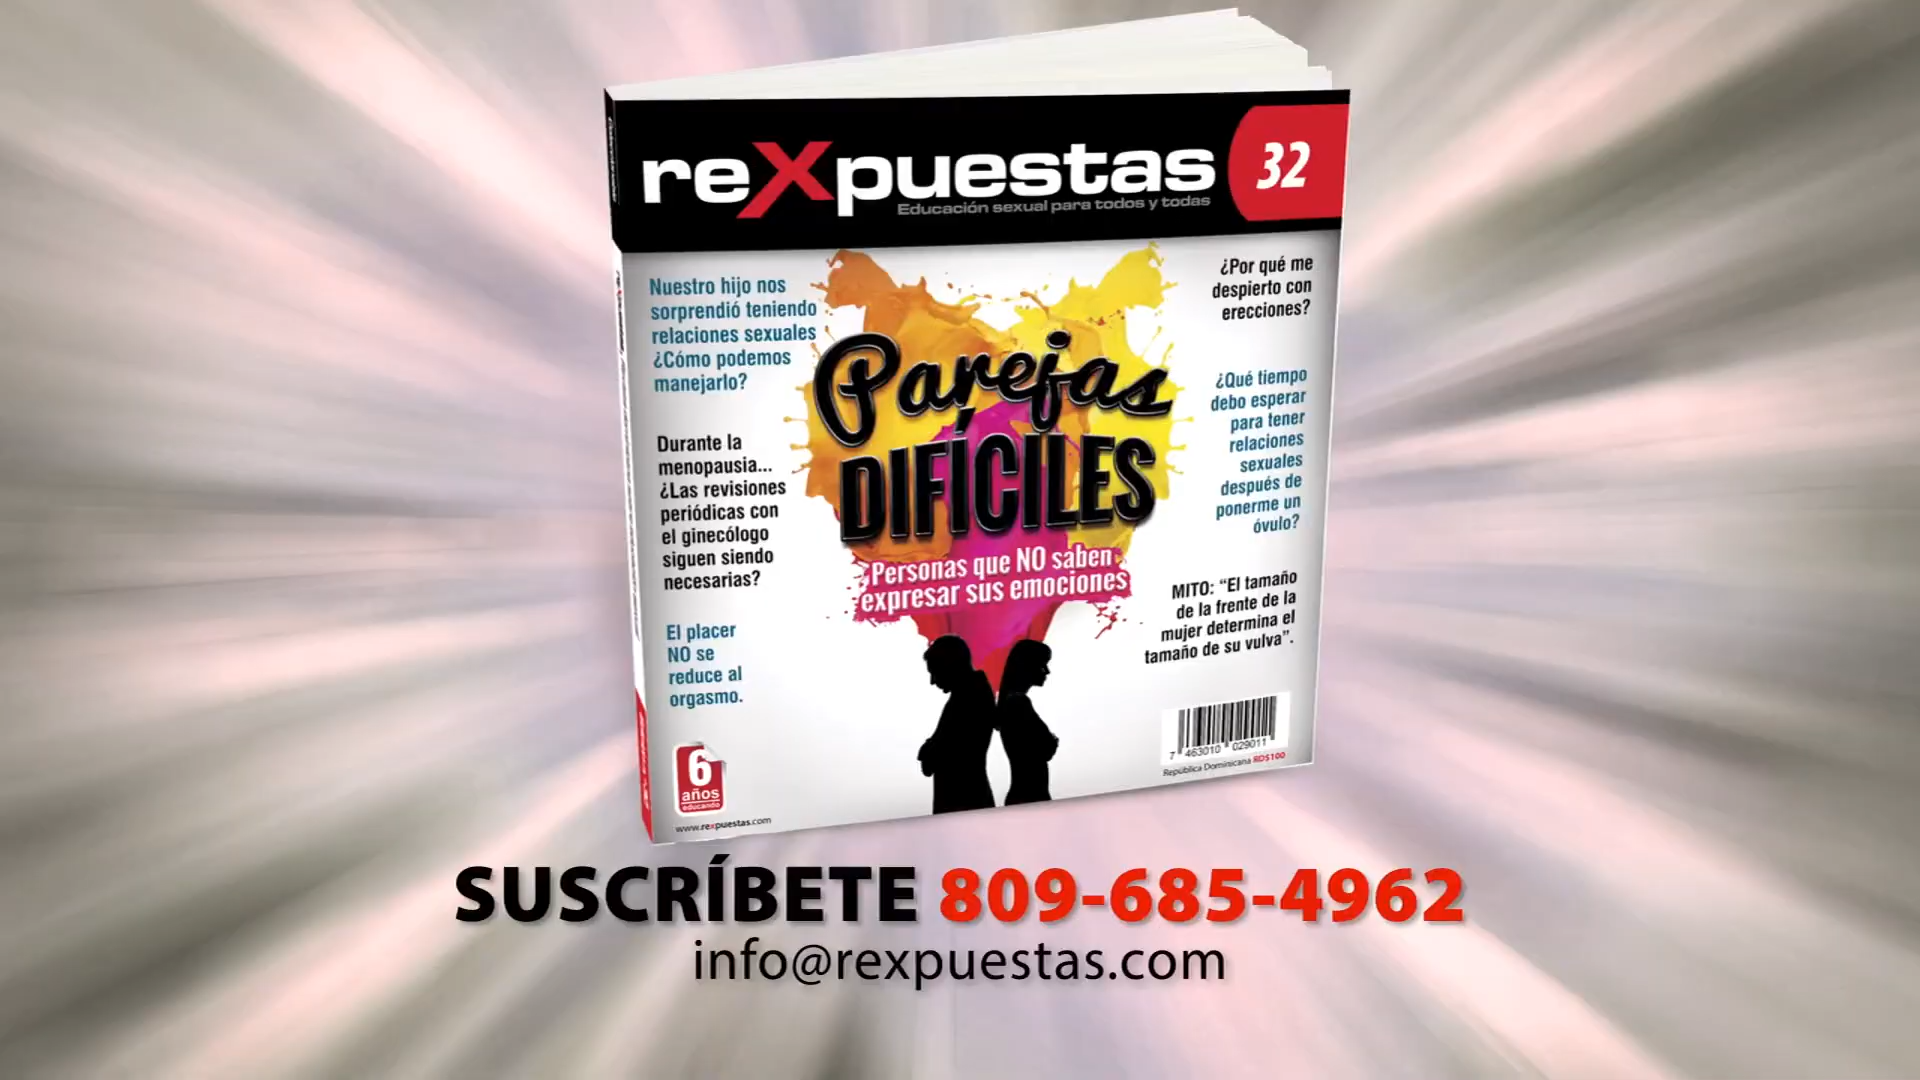 reXpuestas
Educación sexual para todos y todas
32
Nuestro hijo nos
sorprendió teniendo
relaciones sexuales
¿Cómo podemos
manejarlo?
Durante la
menopausia...
¿Las revisiones
periódicas con
el ginecólogo
siguen siendo
necesarias?
El placer
NO se
reduce al
orgasmo.
Parejas
DIFÍCILES
Personas que NO saben
expresar sus emociones
¿Por qué me
despierto con
erecciones?
¿Qué tiempo
debo esperar
para tener
relaciones
sexuales
después de
ponerme un
óvulo?
MITO: “El tamaño
de la frente de la
mujer determina el
tamaño de su vulva”.
6
años
educando
www.rexpuestas.com
7 463010 029011
República Dominicana RD$100
SUSCRÍBETE 809-685-4962
info@rexpuestas.com